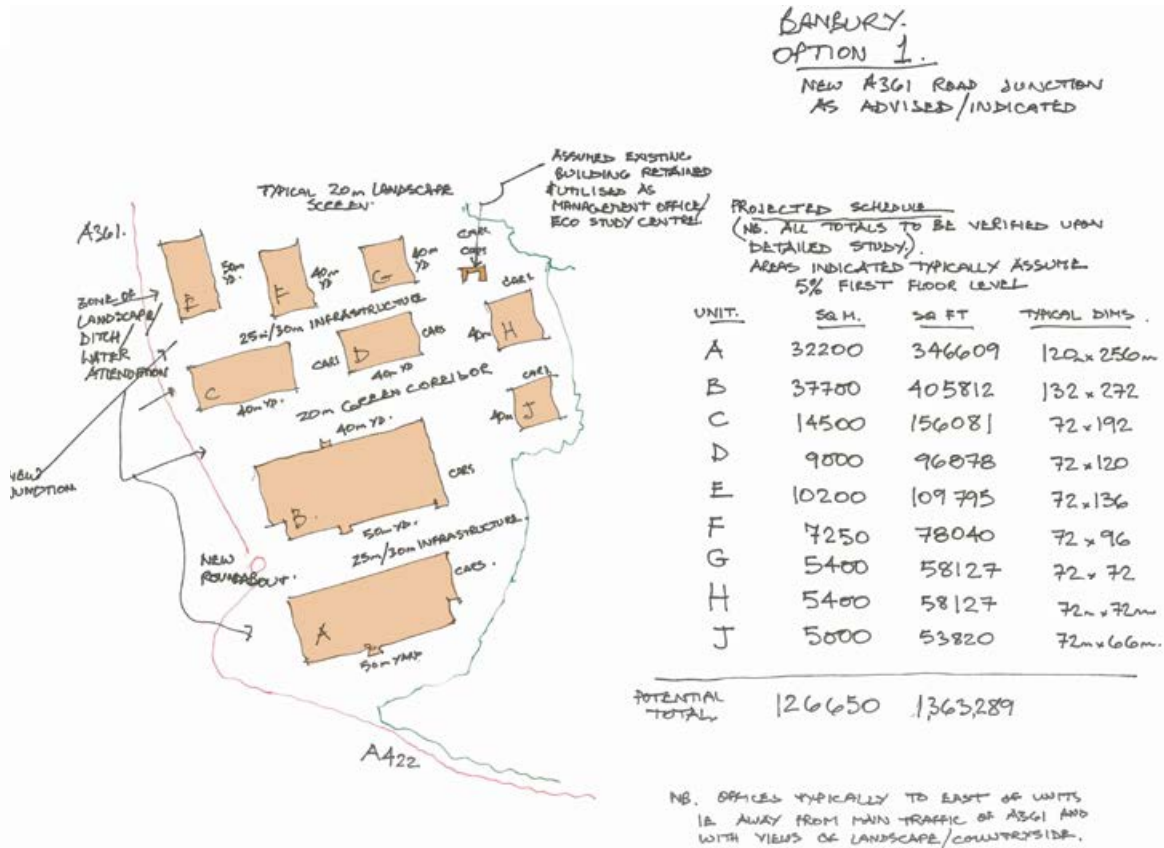 BANBURY.
OPTION 1.
NEW A361 ROAD JUNCTION
AS ADVISED/INDICATED
ASSUMED EXISTING
BUILDING RETAINED
& UTILISED AS
MANAGEMENT OFFICE/
ECO STUDY CENTRE.
TYPICAL 20m LANDSCAPE
SCREEN.
A361.
ZONE OF
LANDSCAPE/
DITCH/
WATER
ATTENUATION
NEW
JUNCTION
E
50m
YD.
F
40m
YD
G
40m
YD
CARS
25m/30m INFRASTRUCTURE
CARS
H
40m
C
40m YD.
CARS
D
CARS
40m YD
20m GREEN CORRIDOR
CARS
J
40m
40m YD.
B.
CARS
50m YD.
25m/30m INFRASTRUCTURE.
NEW
ROUNDABOUT.
CARS.
A
50m YARD
A422
PROJECTED SCHEDULE
(NB. ALL TOTALS TO BE VERIFIED UPON
DETAILED STUDY.)
AREAS INDICATED TYPICALLY ASSUME
5% FIRST FLOOR LEVEL
UNIT. SQ M. SQ FT TYPICAL DIMS.
A 32200 346609 120m x 256m
B 37700 405812 132 x 272
C 14500 156081 72 x 192
D 9000 96878 72 x 120
E 10200 109795 72 x 136
F 7250 78040 72 x 96
G 5400 58127 72 x 72
H 5400 58127 72m x 72m
J 5000 53820 72m x 66m.
POTENTIAL
TOTAL. 126650 1,363,289
NB. OFFICES TYPICALLY TO EAST OF UNITS
IE AWAY FROM MAIN TRAFFIC OF A361 AND
WITH VIEWS OF LANDSCAPE/COUNTRYSIDE.